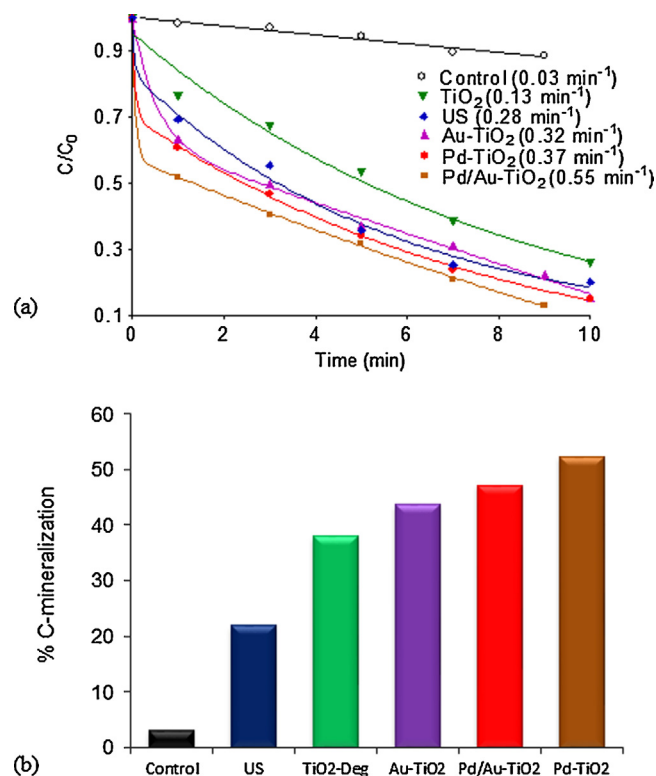 0.9
0.7
0.5
0.3
0.1
C/C₀
0 2 4 6 8 10
Time (min)
Control (0.03 min⁻¹)
TiO₂ (0.13 min⁻¹)
US (0.28 min⁻¹)
Au-TiO₂ (0.32 min⁻¹)
Pd-TiO₂ (0.37 min⁻¹)
Pd/Au-TiO₂ (0.55 min⁻¹)
(a)
60
50
40
30
20
10
0
% C-mineralization
Control US TiO2-Deg Au-TiO2 Pd/Au-TiO2 Pd-TiO2
(b)